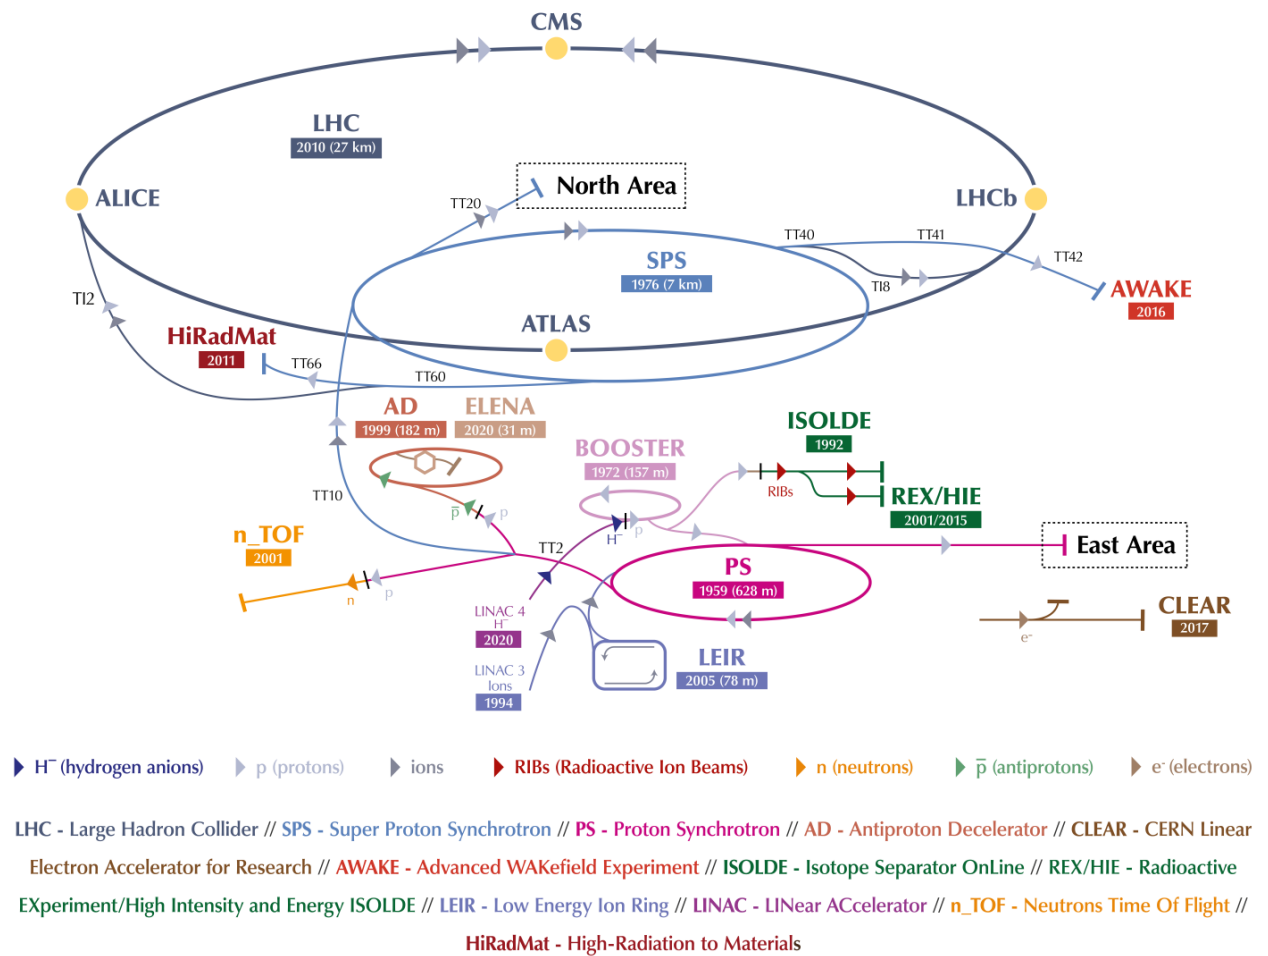 CMS
LHC
2010 (27 km)
North Area
ALICE
LHCb
TT20
TT40
TT41
SPS
1976 (7 km)
TT42
TI8
AWAKE
2016
TI2
ATLAS
HiRadMat
2011
TT66
TT60
AD
1999 (182 m)
ELENA
2020 (31 m)
ISOLDE
1992
BOOSTER
1972 (157 m)
RIBs
REX/HIE
2001/2015
TT10
p̅
p
H⁻
p
n_TOF
2001
TT2
East Area
PS
1959 (628 m)
n
p
LINAC 4
H⁻
2020
CLEAR
2017
e⁻
LEIR
2005 (78 m)
LINAC 3
Ions
1994
H⁻ (hydrogen anions) p (protons) ions RIBs (Radioactive Ion Beams) n (neutrons) p̅ (antiprotons) e⁻ (electrons)
LHC - Large Hadron Collider // SPS - Super Proton Synchrotron // PS - Proton Synchrotron // AD - Antiproton Decelerator // CLEAR - CERN Linear
Electron Accelerator for Research // AWAKE - Advanced WAKefield Experiment // ISOLDE - Isotope Separator OnLine // REX/HIE - Radioactive
EXperiment/High Intensity and Energy ISOLDE // LEIR - Low Energy Ion Ring // LINAC - LINear ACcelerator // n_TOF - Neutrons Time Of Flight //
HiRadMat - High-Radiation to Materials